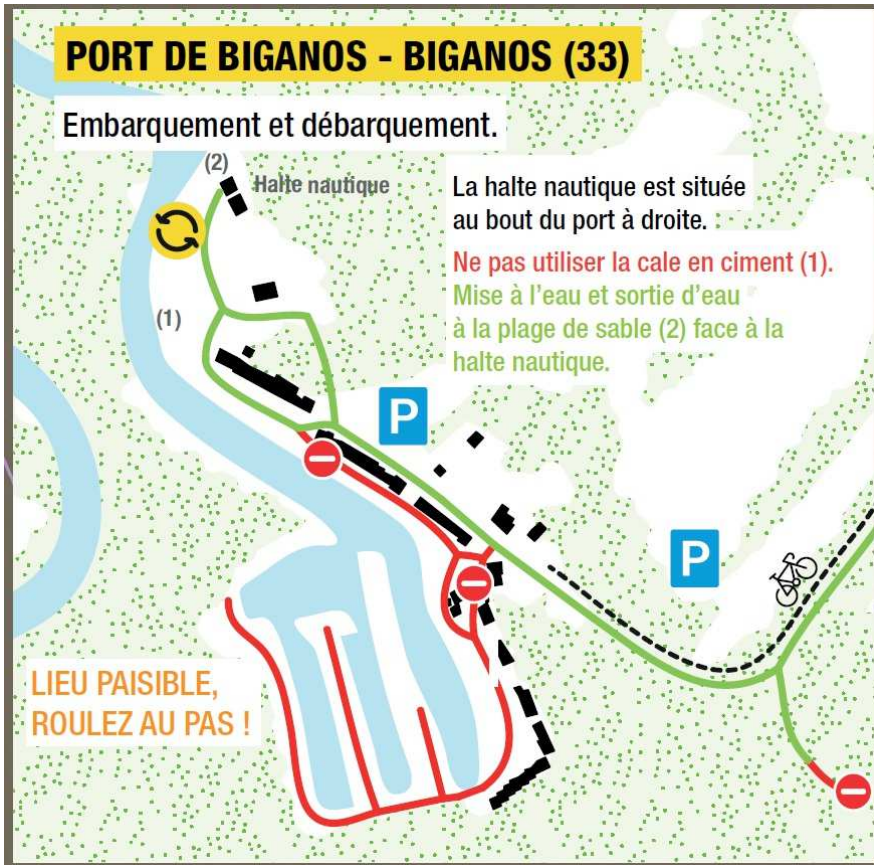 PORT DE BIGANOS - BIGANOS (33)
Embarquement et débarquement.
(2)
Halte nautique
La halte nautique est située
au bout du port à droite.
Ne pas utiliser la cale en ciment (1).
Mise à l'eau et sortie d'eau
à la plage de sable (2) face à la
halte nautique.
(1)
P
P
LIEU PAISIBLE,
ROULEZ AU PAS !